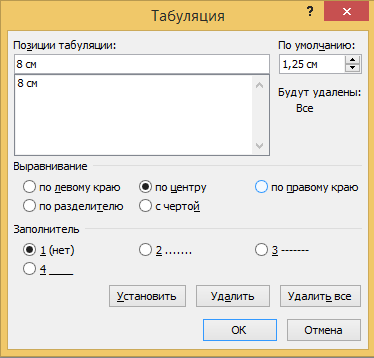 Табуляция ? ×
Позиции табуляции: По умолчанию:
8 см 1,25 см
8 см
Будут удалены:
Все
Выравнивание
по левому краю по центру по правому краю
по разделителю с чертой
Заполнитель
1 (нет) 2 ....... 3 -------
4 ____
Установить Удалить Удалить все
ОК Отмена